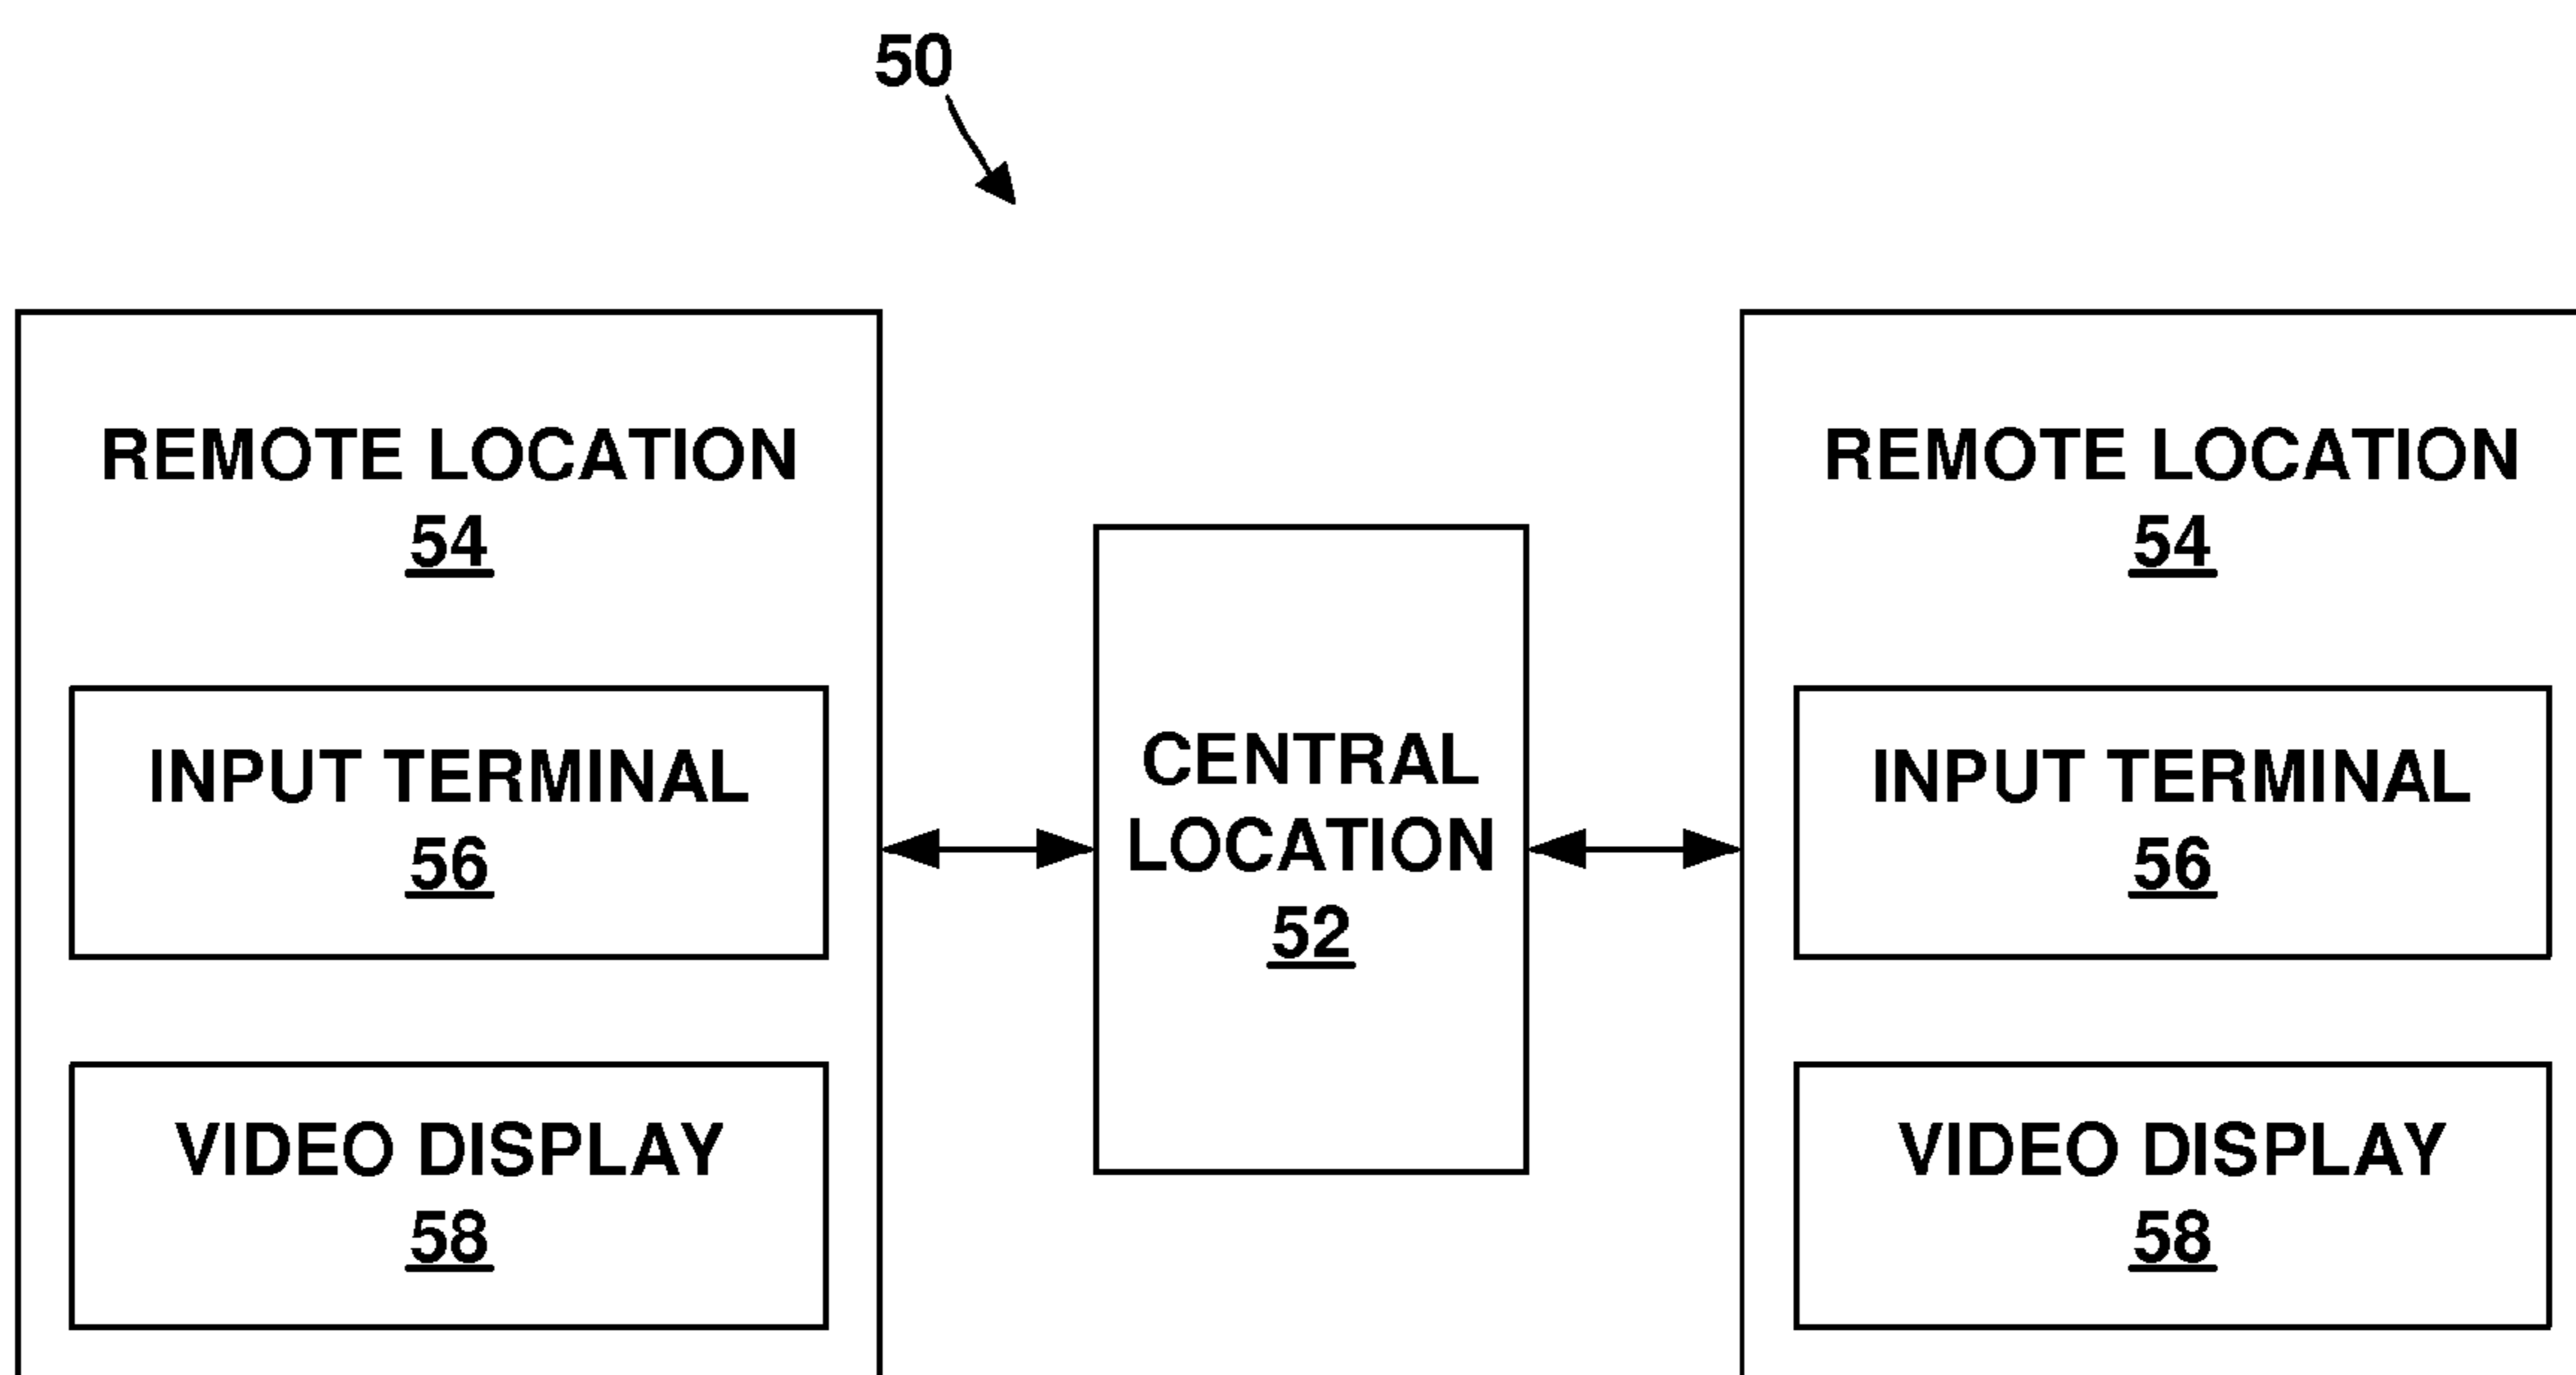 50
REMOTE LOCATION
54
INPUT TERMINAL
56
VIDEO DISPLAY
58
CENTRAL
LOCATION
52
REMOTE LOCATION
54
INPUT TERMINAL
56
VIDEO DISPLAY
58